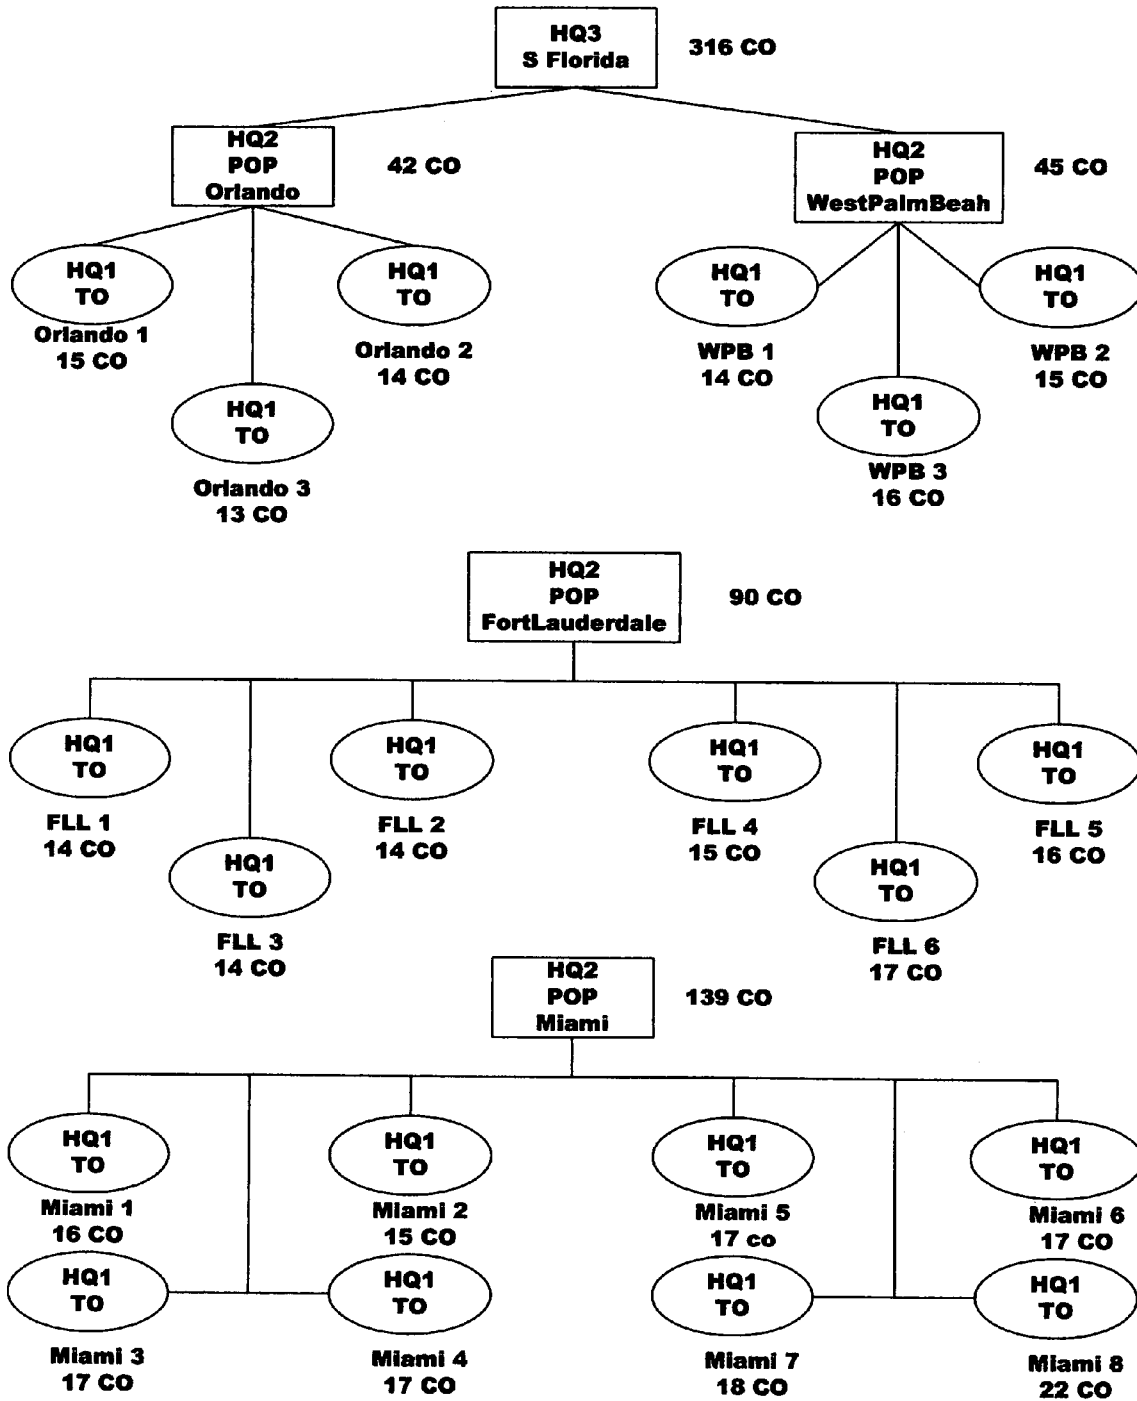 HQ3
S Florida
316 CO
HQ2
POP
Orlando
42 CO
HQ2
POP
WestPalmBeah
45 CO
HQ1
TO
Orlando 1
15 CO
HQ1
TO
Orlando 2
14 CO
HQ1
TO
Orlando 3
13 CO
HQ1
TO
WPB 1
14 CO
HQ1
TO
WPB 2
15 CO
HQ1
TO
WPB 3
16 CO
HQ2
POP
FortLauderdale
90 CO
HQ1
TO
FLL 1
14 CO
HQ1
TO
FLL 2
14 CO
HQ1
TO
FLL 3
14 CO
HQ1
TO
FLL 4
15 CO
HQ1
TO
FLL 5
16 CO
HQ1
TO
FLL 6
17 CO
HQ2
POP
Miami
139 CO
HQ1
TO
Miami 1
16 CO
HQ1
TO
Miami 2
15 CO
HQ1
TO
Miami 5
17 co
HQ1
TO
Miami 6
17 CO
HQ1
TO
Miami 3
17 CO
HQ1
TO
Miami 4
17 CO
HQ1
TO
Miami 7
18 CO
HQ1
TO
Miami 8
22 CO